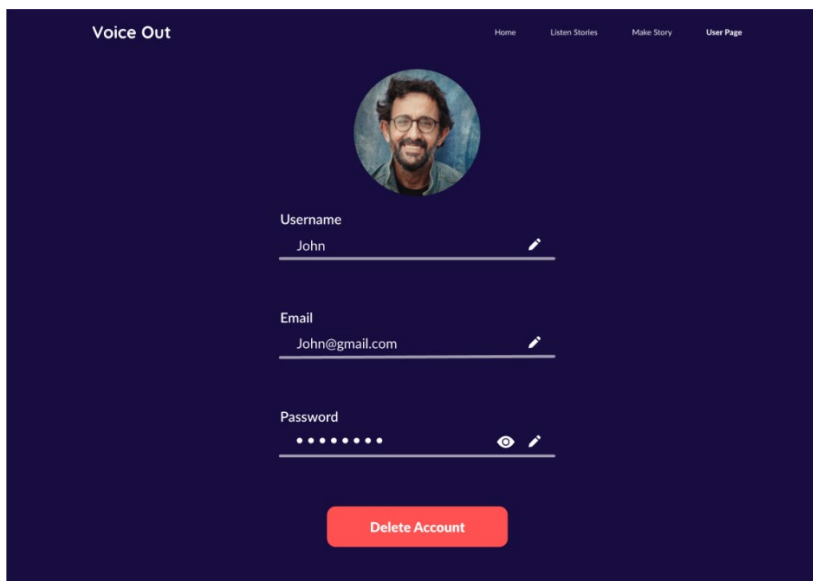 Voice Out Home Listen Stories Make Story User Page
Username
John
Email
John@gmail.com
Password
••••••••
Delete Account